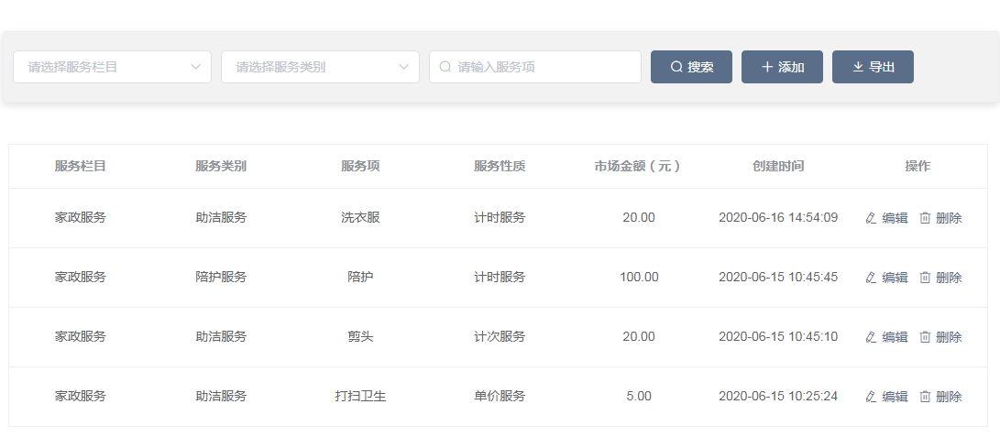 请选择服务栏目 请选择服务类别 请输入服务项 搜索 添加 导出
服务栏目 服务类别 服务项 服务性质 市场金额（元） 创建时间 操作
家政服务 助洁服务 洗衣服 计时服务 20.00 2020-06-16 14:54:09 编辑 删除
家政服务 陪护服务 陪护 计时服务 100.00 2020-06-15 10:45:45 编辑 删除
家政服务 助洁服务 剪头 计次服务 20.00 2020-06-15 10:45:10 编辑 删除
家政服务 助洁服务 打扫卫生 单价服务 5.00 2020-06-15 10:25:24 编辑 删除